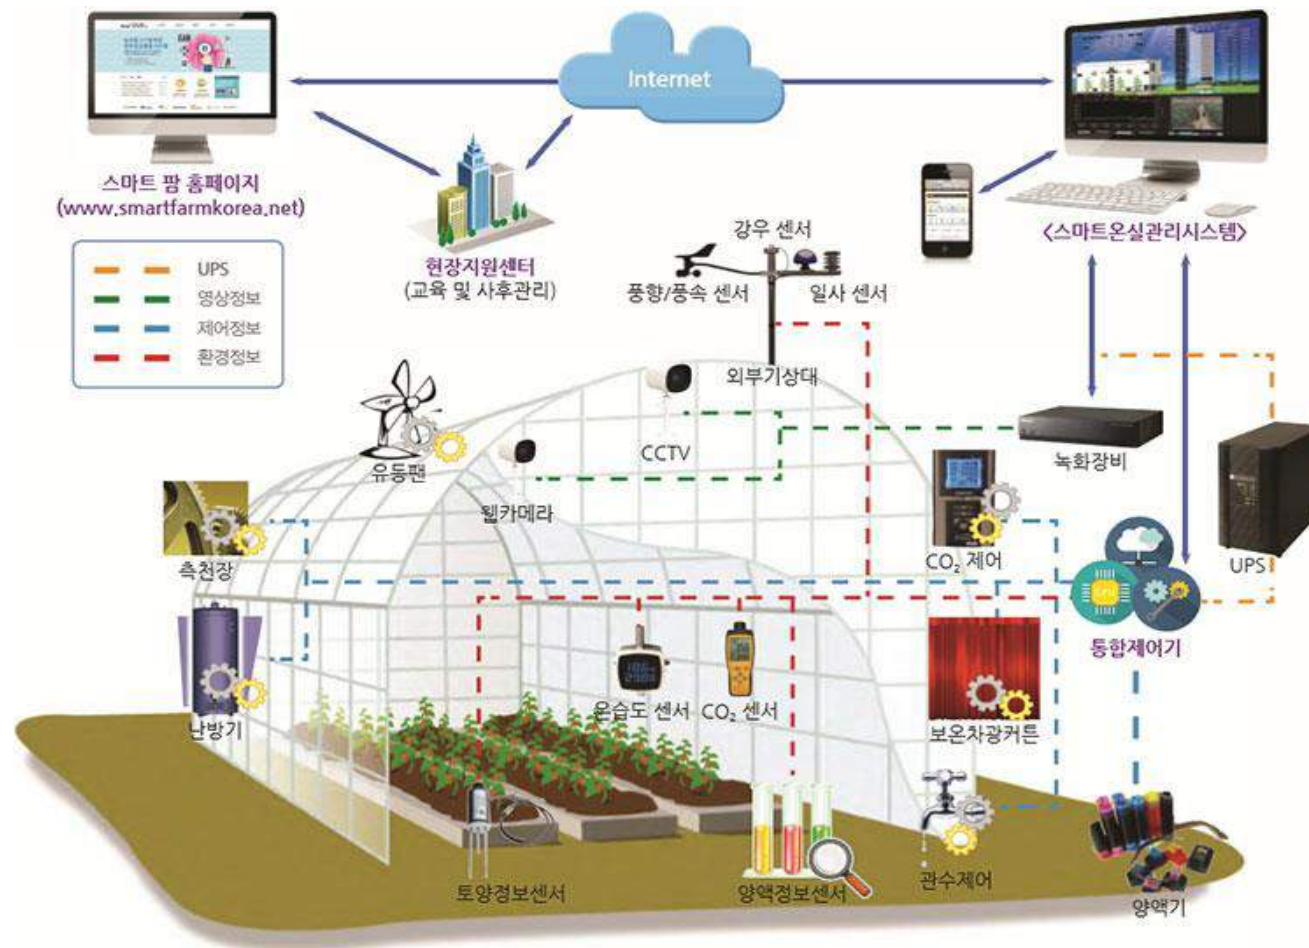 Internet
스마트 팜 홈페이지
(www.smartfarmkorea.net)
현장지원센터
(교육 및 사후관리)
<스마트온실관리시스템>
UPS
영상정보
제어정보
환경정보
강우 센서
풍향/풍속 센서
일사 센서
외부기상대
유동팬
CCTV
웹카메라
녹화장비
측천장
CO₂ 제어
UPS
CPU
통합제어기
난방기
온습도 센서
CO₂ 센서
보온차광커튼
토양정보센서
양액정보센서
관수제어
양액기